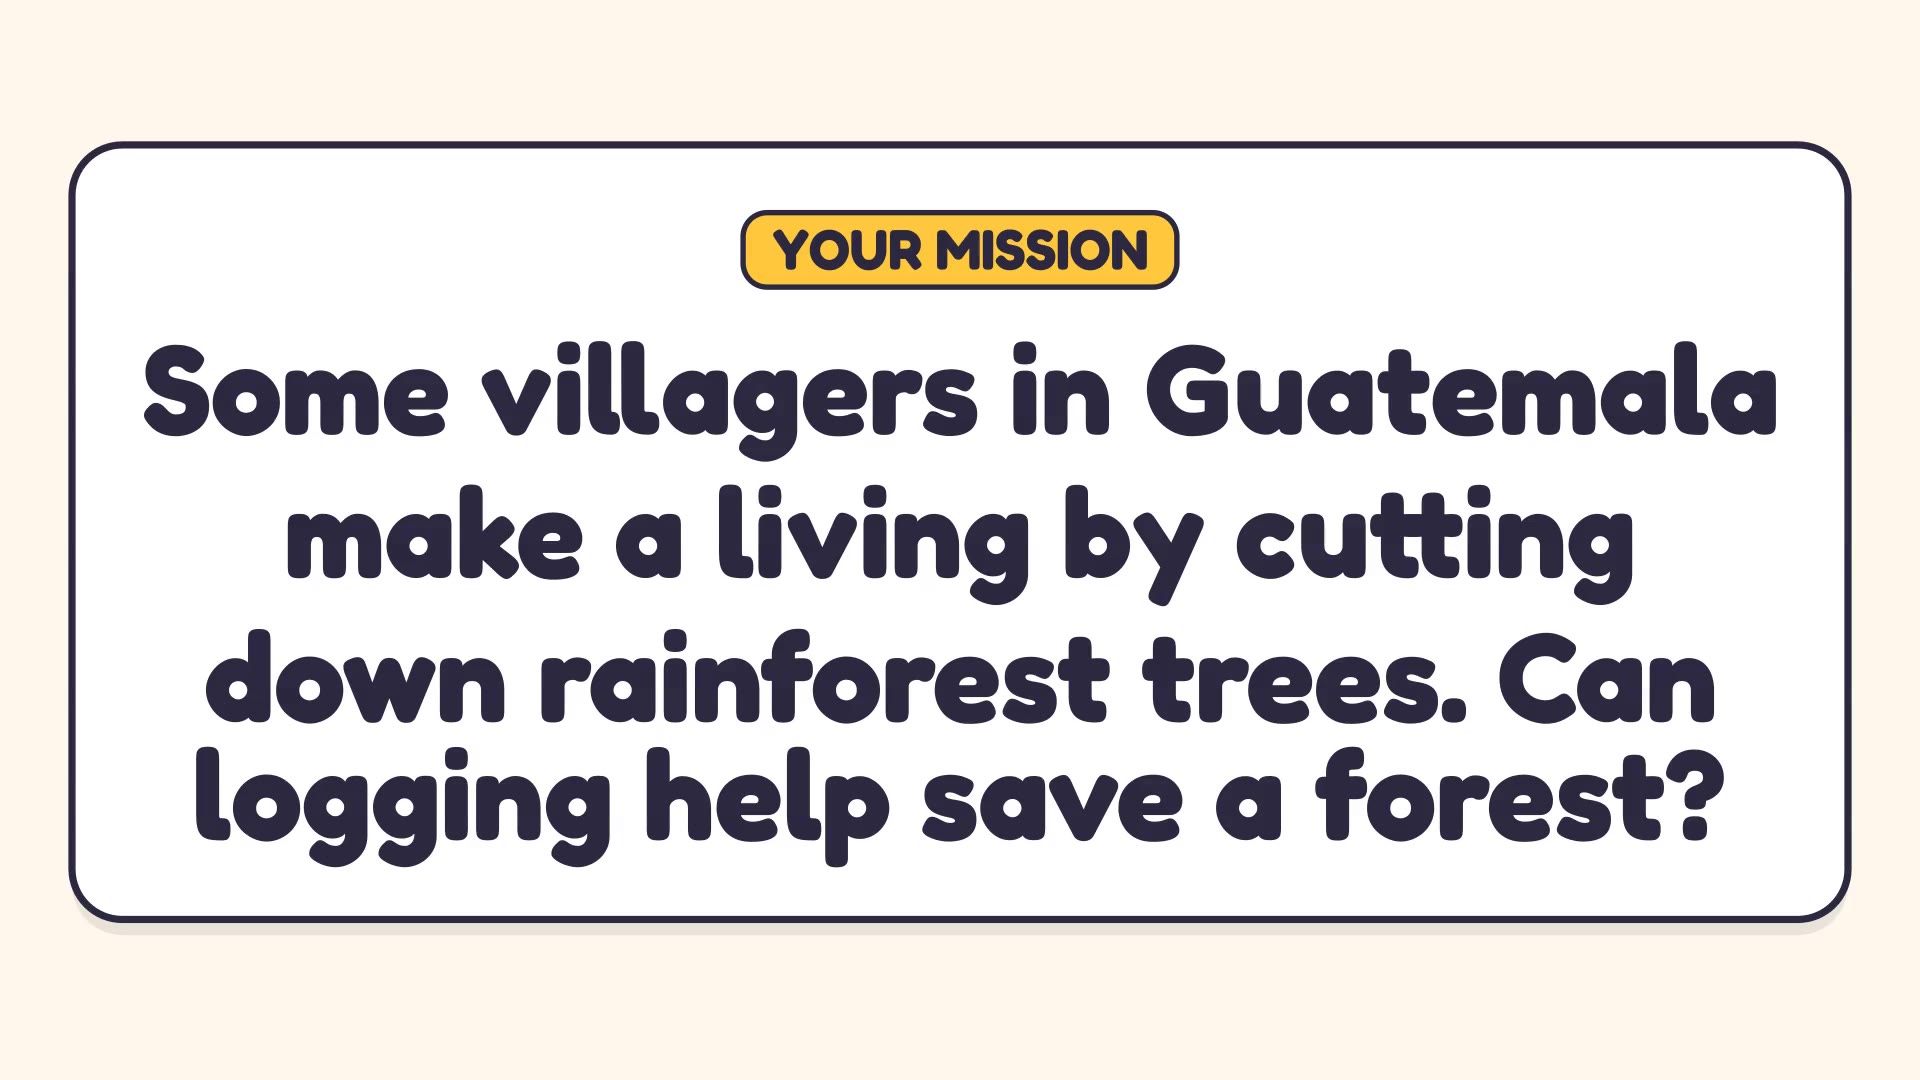 YOUR MISSION
Some villagers in Guatemala
make a living by cutting
down rainforest trees. Can
logging help save a forest?